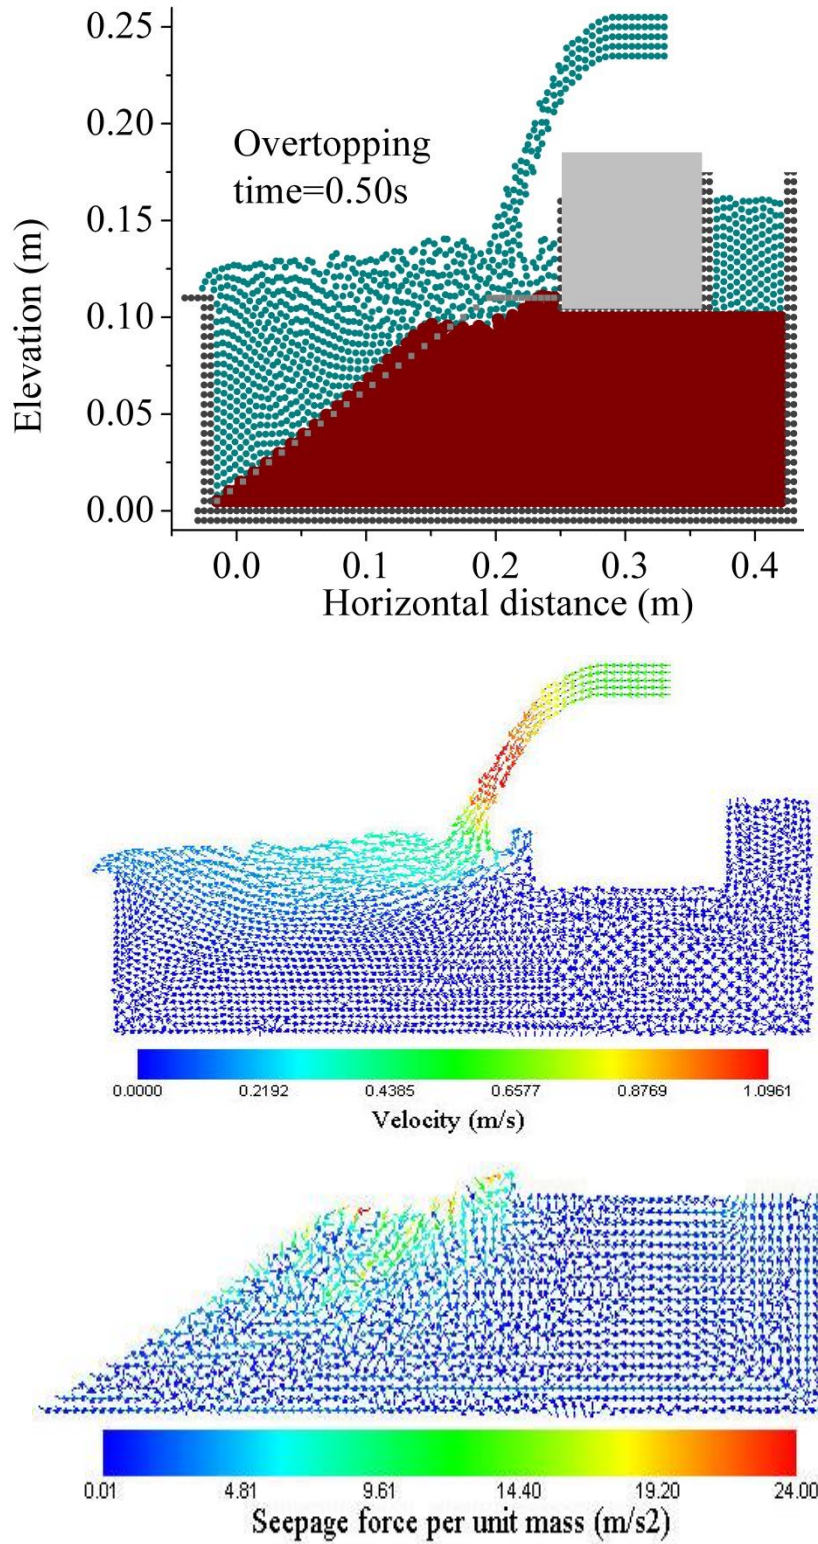 0.25
0.20
Overtopping
time=0.50s
0.15
0.10
0.05
0.00
Elevation (m)
0.0 0.1 0.2 0.3 0.4
Horizontal distance (m)
0.0000 0.2192 0.4385 0.6577 0.8769 1.0961
Velocity (m/s)
0.01 4.81 9.61 14.40 19.20 24.00
Seepage force per unit mass (m/s2)